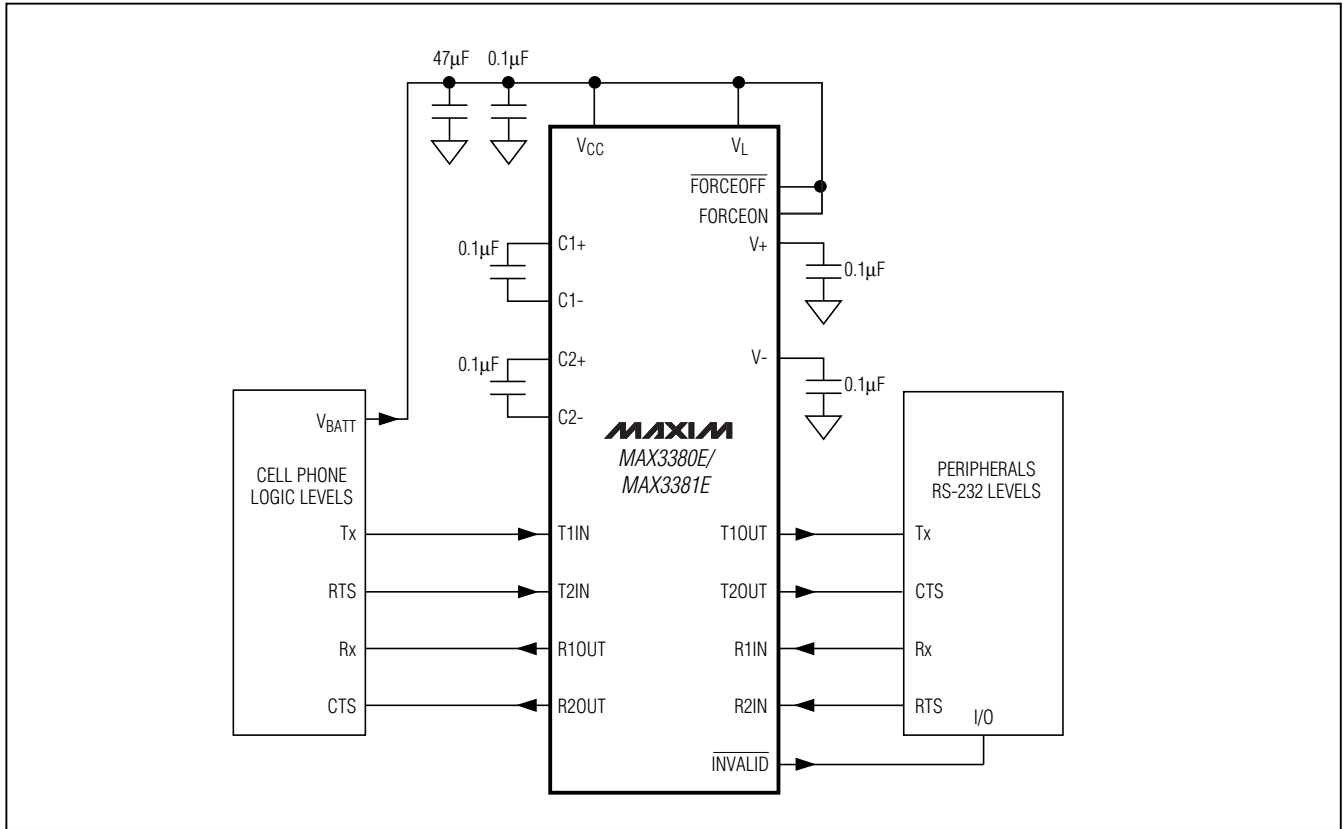 47µF 0.1µF
VCC
VL
FORCEOFF
FORCEON
C1+
V+
0.1µF
0.1µF
C1-
C2+
V-
0.1µF
0.1µF
C2-
VBATT
MAXIM
MAX3380E/
MAX3381E
CELL PHONE
LOGIC LEVELS
PERIPHERALS
RS-232 LEVELS
Tx
T1IN
T1OUT
Tx
RTS
T2IN
T2OUT
CTS
Rx
R1OUT
R1IN
Rx
CTS
R2OUT
R2IN
RTS
I/O
INVALID